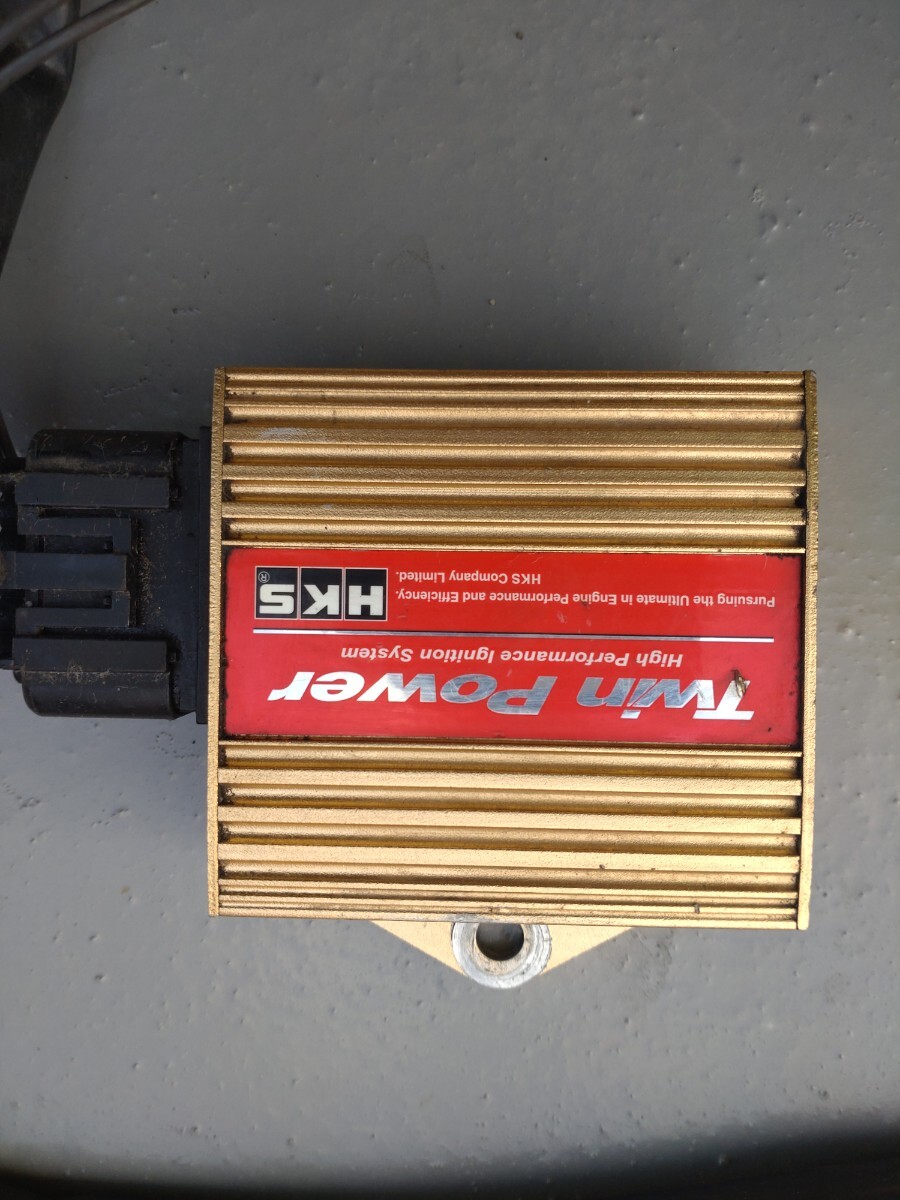 Twin Power
High Performance Ignition System
Pursuing the Ultimate in Engine Performance and Efficiency.
HKS Company Limited.
HKS®